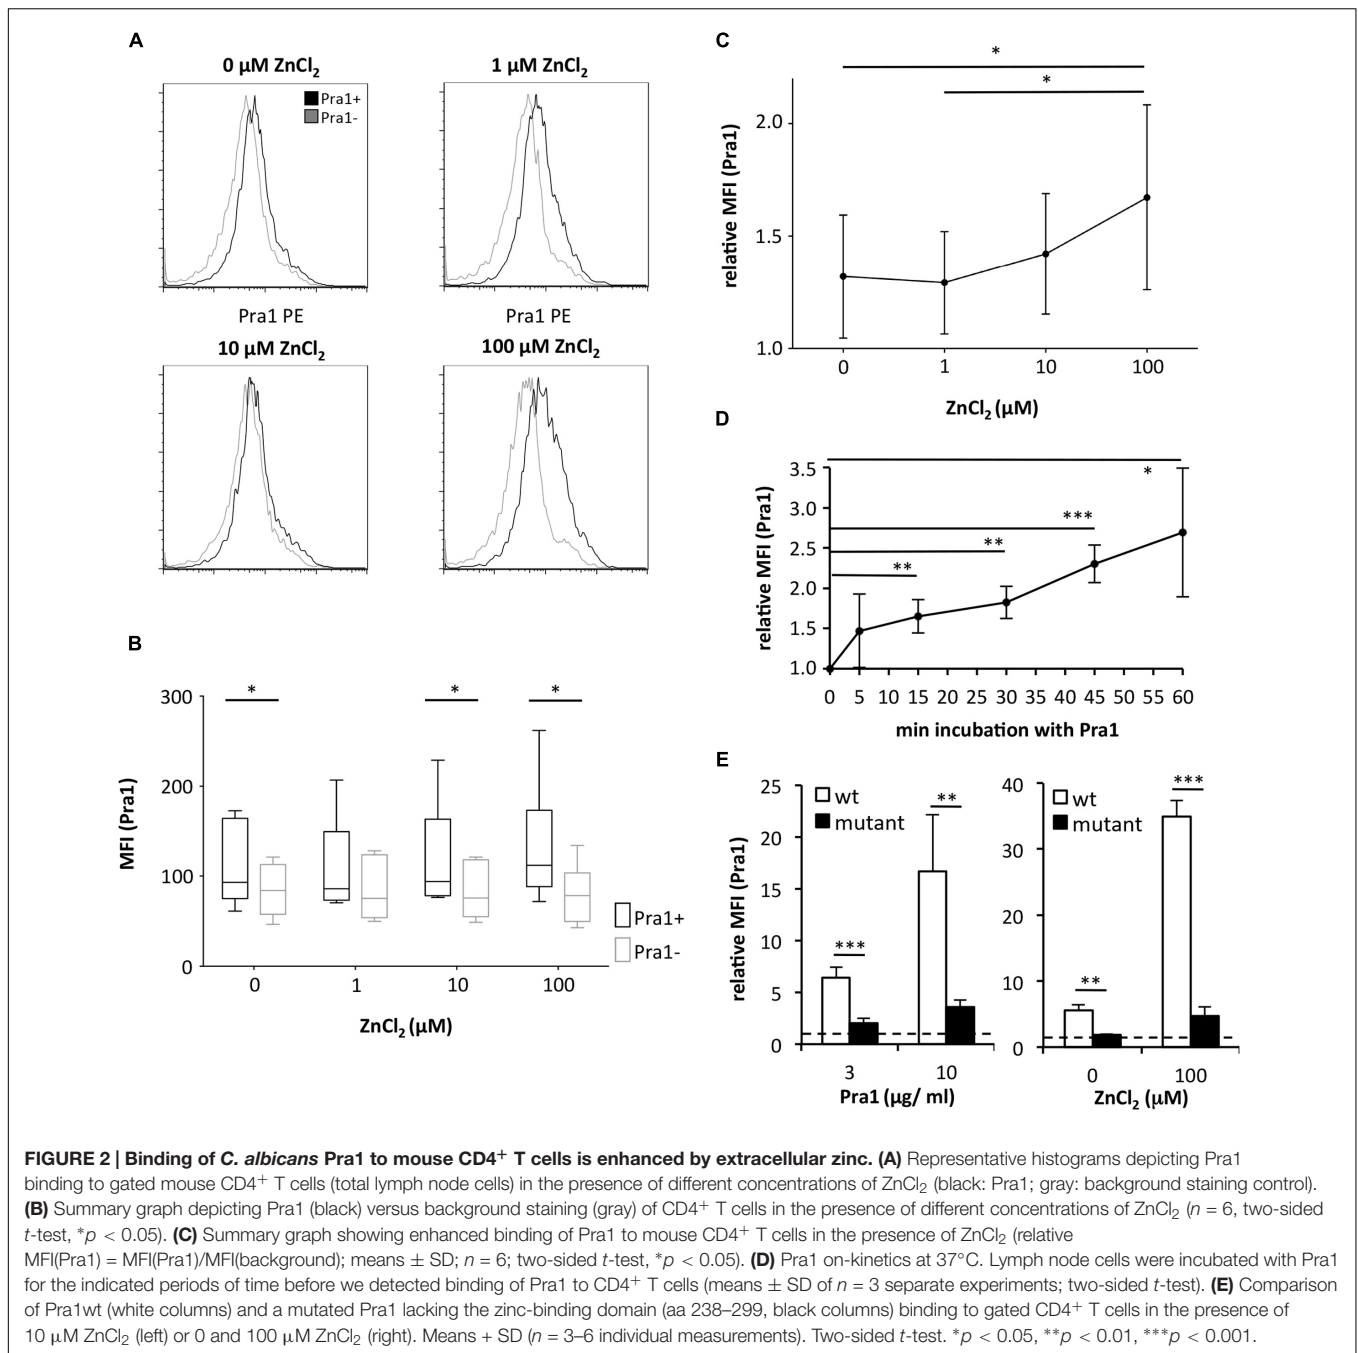 A
0 µM ZnCl2
Pra1+
Pra1-
1 µM ZnCl2
Pra1 PE
Pra1 PE
10 µM ZnCl2
100 µM ZnCl2
B
MFI (Pra1)
300
200
100
0
*
*
*
0
1
10
100
ZnCl2 (µM)
Pra1+
Pra1-
C
relative MFI (Pra1)
*
*
2.0
1.5
1.0
0
1
10
100
ZnCl2 (µM)
D
relative MFI (Pra1)
3.5
3.0
2.5
2.0
1.5
1.0
*
***
**
**
0 5 10 15 20 25 30 35 40 45 50 55 60
min incubation with Pra1
E
relative MFI (Pra1)
25
20
15
10
5
0
wt
mutant
***
**
3
10
Pra1 (µg/ ml)
40
30
20
10
0
wt
mutant
**
***
0
100
ZnCl2 (µM)
FIGURE 2 | Binding of C. albicans Pra1 to mouse CD4+ T cells is enhanced by extracellular zinc. (A) Representative histograms depicting Pra1
binding to gated mouse CD4+ T cells (total lymph node cells) in the presence of different concentrations of ZnCl2 (black: Pra1; gray: background staining control).
(B) Summary graph depicting Pra1 (black) versus background staining (gray) of CD4+ T cells in the presence of different concentrations of ZnCl2 (n = 6, two-sided
t-test, *p < 0.05). (C) Summary graph showing enhanced binding of Pra1 to mouse CD4+ T cells in the presence of ZnCl2 (relative
MFI(Pra1) = MFI(Pra1)/MFI(background); means ± SD; n = 6; two-sided t-test, *p < 0.05). (D) Pra1 on-kinetics at 37°C. Lymph node cells were incubated with Pra1
for the indicated periods of time before we detected binding of Pra1 to CD4+ T cells (means ± SD of n = 3 separate experiments; two-sided t-test). (E) Comparison
of Pra1wt (white columns) and a mutated Pra1 lacking the zinc-binding domain (aa 238–299, black columns) binding to gated CD4+ T cells in the presence of
10 µM ZnCl2 (left) or 0 and 100 µM ZnCl2 (right). Means + SD (n = 3–6 individual measurements). Two-sided t-test. *p < 0.05, **p < 0.01, ***p < 0.001.